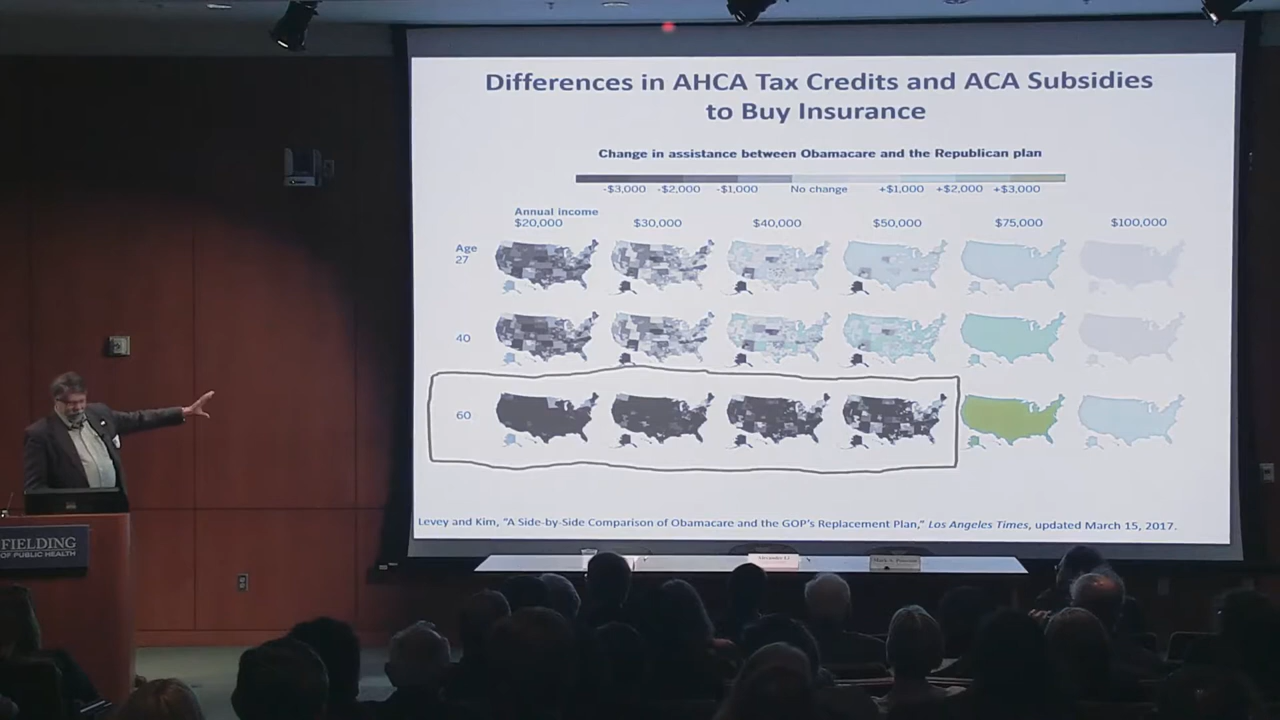 Differences in AHCA Tax Credits and ACA Subsidies
to Buy Insurance
Change in assistance between Obamacare and the Republican plan
-$3,000 -$2,000 -$1,000 No change +$1,000 +$2,000 +$3,000
Annual income
$20,000 $30,000 $40,000 $50,000 $75,000 $100,000
Age
27
40
60
Levey and Kim, "A Side-by-Side Comparison of Obamacare and the GOP's Replacement Plan," Los Angeles Times, updated March 15, 2017.
FIELDING
OF PUBLIC HEALTH